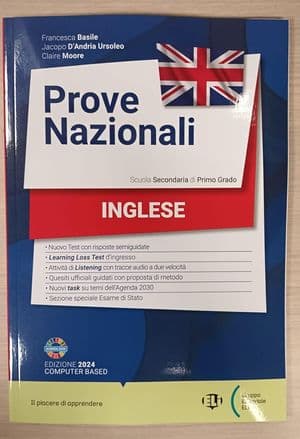 Francesca Basile
Jacopo D'Andria Ursoleo
Claire Moore
Prove
Nazionali
Scuola Secondaria di Primo Grado
INGLESE
• Nuovo Test con risposte semiguidate
• Learning Loss Test d'ingresso
• Attività di Listening con tracce audio a due velocità
• Quesiti ufficiali guidati con proposta di metodo
• Nuovi task su temi dell'Agenda 2030
• Sezione speciale Esame di Stato
EDIZIONE 2024
COMPUTER BASED
Il piacere di apprendere
ELI